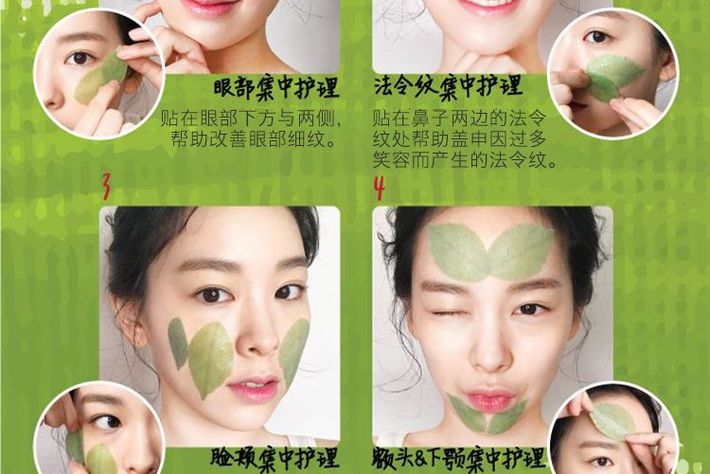 眼部集中护理
贴在眼部下方与两侧，
帮助改善眼部细纹。
法令纹集中护理
贴在鼻子两边的法令
纹处帮助盖申因过多
笑容而产生的法令纹。
3
4
脸颊集中护理
额头&下颚集中护理